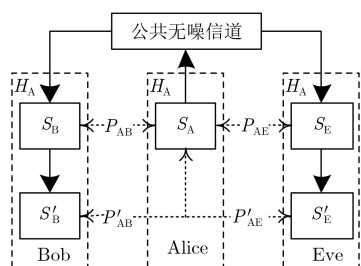 公共无噪信道
H_A H_A H_A
S_B P_AB S_A P_AE S_E
S'_B P'_AB P'_AE S'_E
Bob Alice Eve